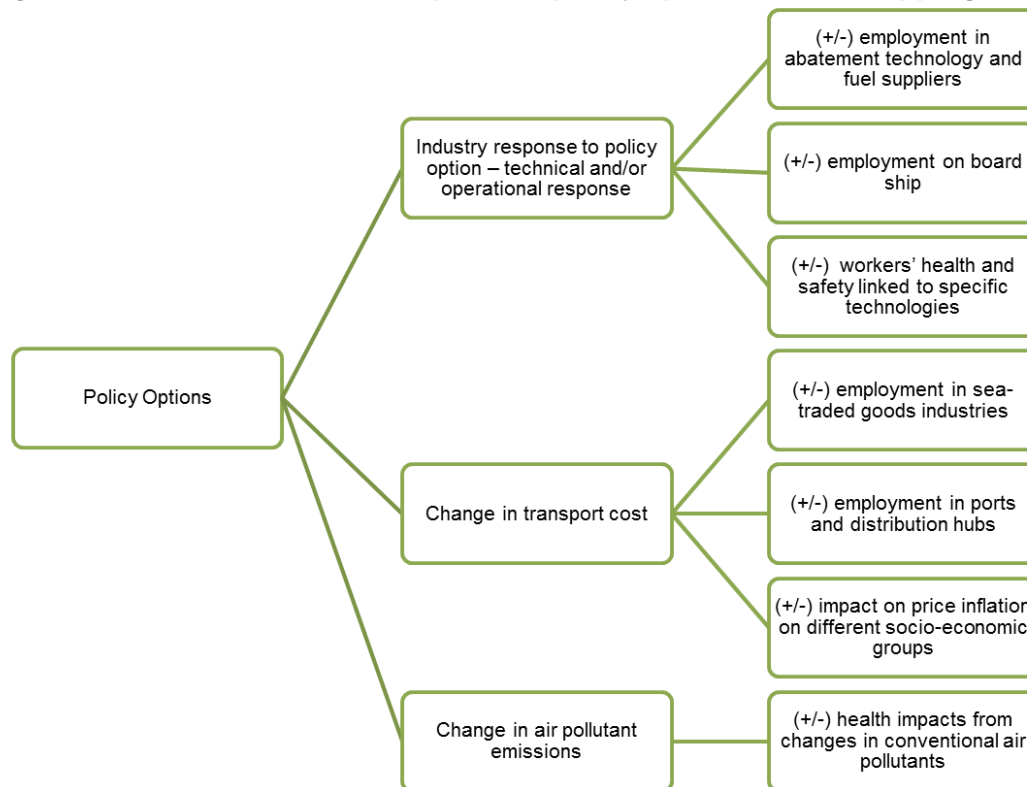 (+/-) employment in
abatement technology and
fuel suppliers
Industry response to policy
option – technical and/or
operational response
(+/-) employment on board
ship
(+/-) workers’ health and
safety linked to specific
technologies
Policy Options
(+/-) employment in sea-
traded goods industries
Change in transport cost
(+/-) employment in ports
and distribution hubs
(+/-) impact on price inflation
on different socio-economic
groups
Change in air pollutant
emissions
(+/-) health impacts from
changes in conventional air
pollutants